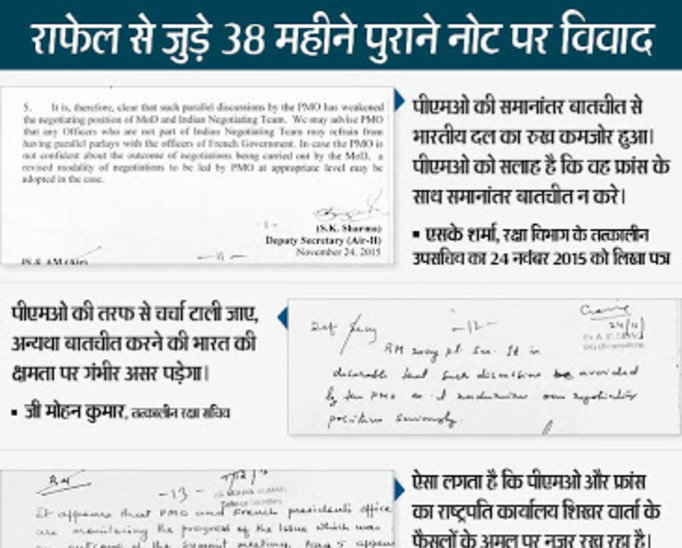 राफेल से जुड़े 38 महीने पुराने नोट पर विवाद
5. It is, therefore, clear that such parallel discussions by the PMO has weakened
the negotiating position of MoD and Indian Negotiating Team. We may advise PMO
that any Officers who are not part of Indian Negotiating Team may refrain from
having parallel parlays with the officers of French Government. In case the PMO is
not confident about the outcome of negotiations being carried out by the MoD, a
revised modality of negotiations to be led by PMO at appropriate level may be
adopted in the case.
(S.K. Sharma)
Deputy Secretary (Air-II)
November 24, 2015
JS & AM (Air)
-11-
पीएमओ की समानांतर बातचीत से
भारतीय दल का रुख कमजोर हुआ।
पीएमओ को सलाह है कि वह फ्रांस के
साथ समानांतर बातचीत न करे।
▪ एसके शर्मा, रक्षा विभाग के तत्कालीन
उपसचिव का 24 नवंबर 2015 को लिखा पत्र
पीएमओ की तरफ से चर्चा टाली जाए,
अन्यथा बातचीत करने की भारत की
क्षमता पर गंभीर असर पड़ेगा।
▪ जी मोहन कुमार, तत्कालीन रक्षा सचिव
-12-
24/11
RM may pl. see. It is
desirable that such discussions be avoided
by the PMO as it undermines our negotiating
position seriously.
RM
-13-
It appears that PMO and French president's office
are monitoring the progress of the issue which was
an outcome of the summit meeting. Para 5 appears
ऐसा लगता है कि पीएमओ और फ्रांस
का राष्ट्रपति कार्यालय शिखर वार्ता के
फैसलों के अमल पर नजर रख रहा है।